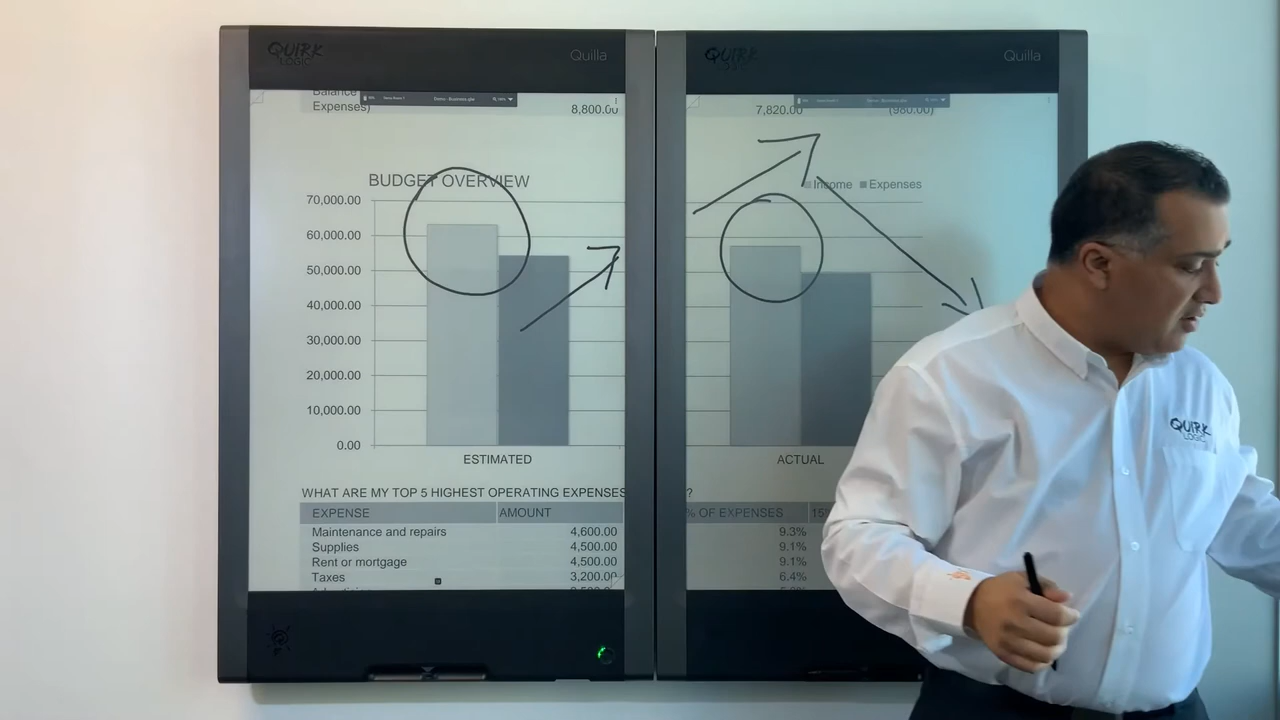 QUIRK LOGIC
Quilla
QUIRK
Quilla
Balance
Expenses)
8,800.00
7,820.00
(980.00)
BUDGET OVERVIEW
Income
Expenses
70,000.00
60,000.00
50,000.00
40,000.00
30,000.00
20,000.00
10,000.00
0.00
ESTIMATED
ACTUAL
WHAT ARE MY TOP 5 HIGHEST OPERATING EXPENSES?
EXPENSE AMOUNT % OF EXPENSES 15
Maintenance and repairs 4,600.00 9.3%
Supplies 4,500.00 9.1%
Rent or mortgage 4,500.00 9.1%
Taxes 3,200.00 6.4%
QUIRK
LOGIC